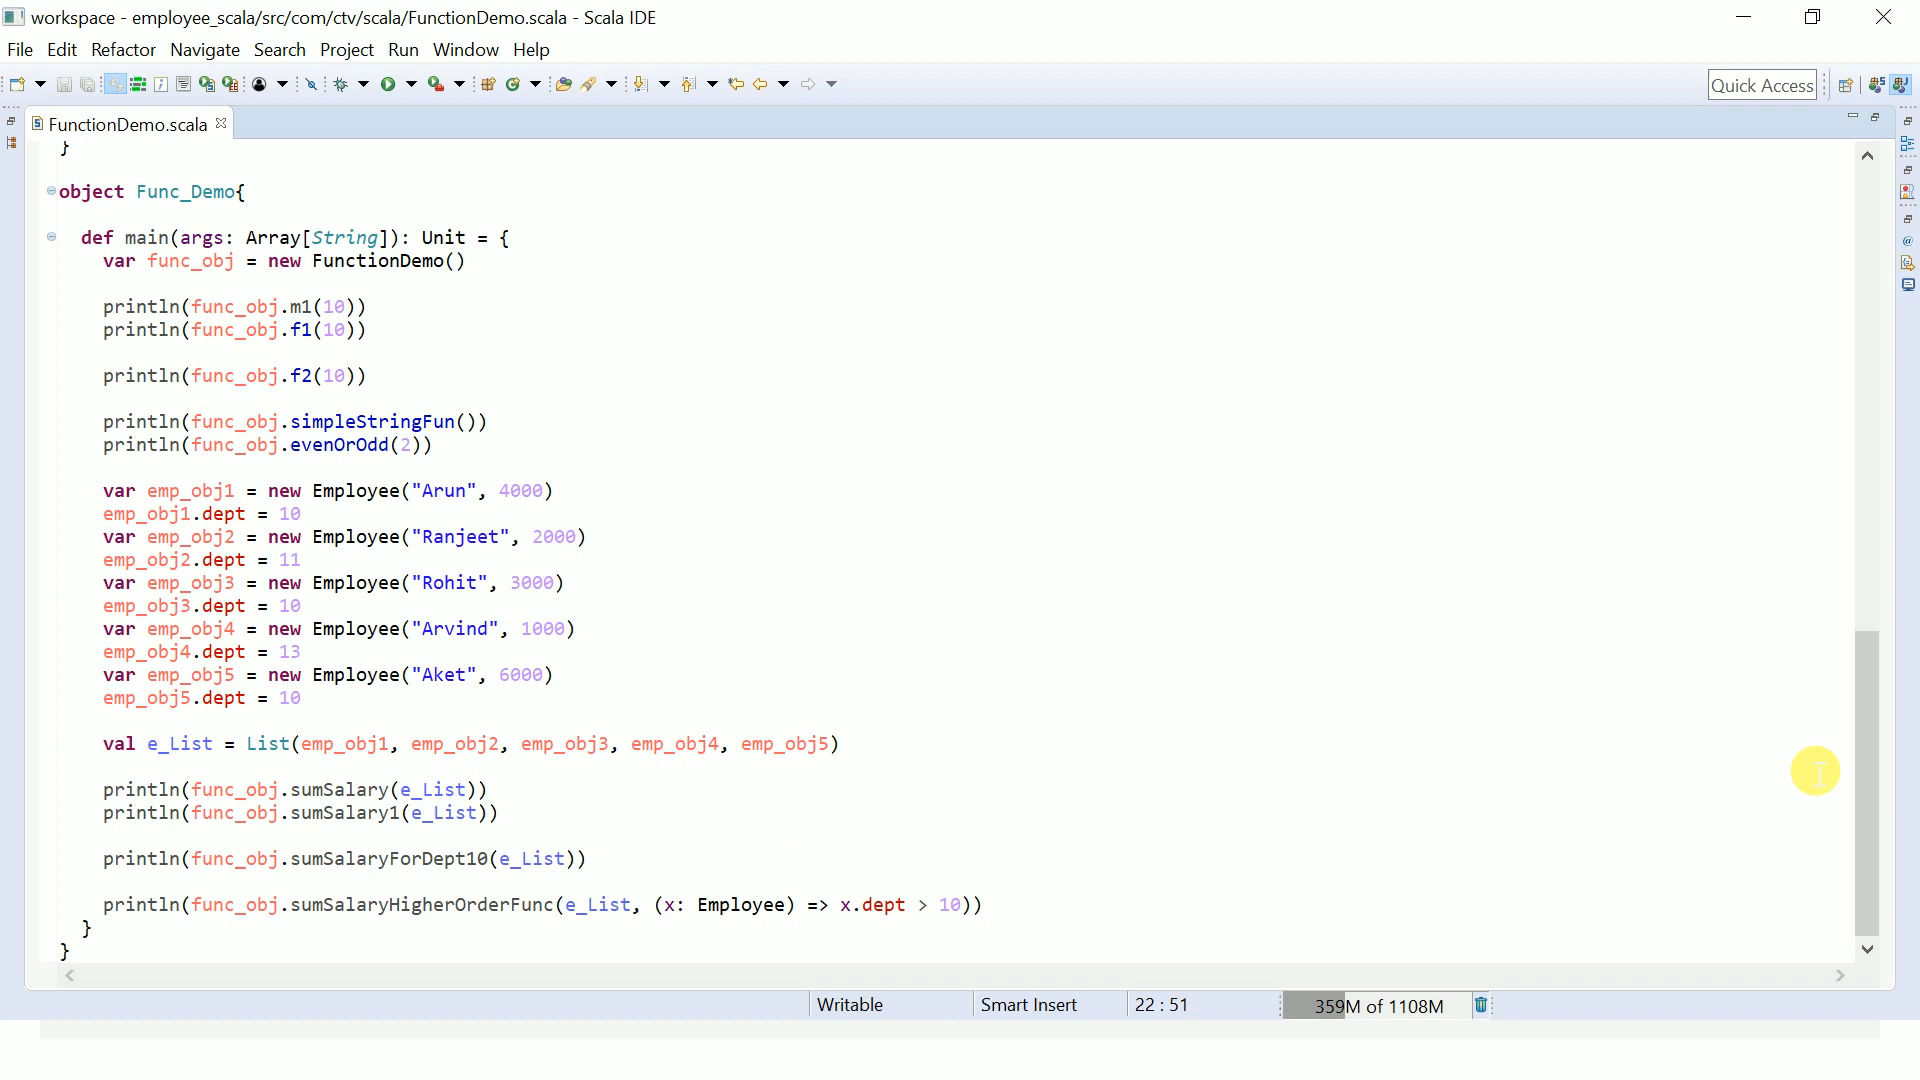 workspace - employee_scala/src/com/ctv/scala/FunctionDemo.scala - Scala IDE
File Edit Refactor Navigate Search Project Run Window Help
Quick Access
FunctionDemo.scala
}
object Func_Demo{
def main(args: Array[String]): Unit = {
var func_obj = new FunctionDemo()
println(func_obj.m1(10))
println(func_obj.f1(10))
println(func_obj.f2(10))
println(func_obj.simpleStringFun())
println(func_obj.evenOrOdd(2))
var emp_obj1 = new Employee("Arun", 4000)
emp_obj1.dept = 10
var emp_obj2 = new Employee("Ranjeet", 2000)
emp_obj2.dept = 11
var emp_obj3 = new Employee("Rohit", 3000)
emp_obj3.dept = 10
var emp_obj4 = new Employee("Arvind", 1000)
emp_obj4.dept = 13
var emp_obj5 = new Employee("Aket", 6000)
emp_obj5.dept = 10
val e_List = List(emp_obj1, emp_obj2, emp_obj3, emp_obj4, emp_obj5)
println(func_obj.sumSalary(e_List))
println(func_obj.sumSalary1(e_List))
println(func_obj.sumSalaryForDept10(e_List))
println(func_obj.sumSalaryHigherOrderFunc(e_List, (x: Employee) => x.dept > 10))
}
}
Writable Smart Insert 22 : 51 359M of 1108M